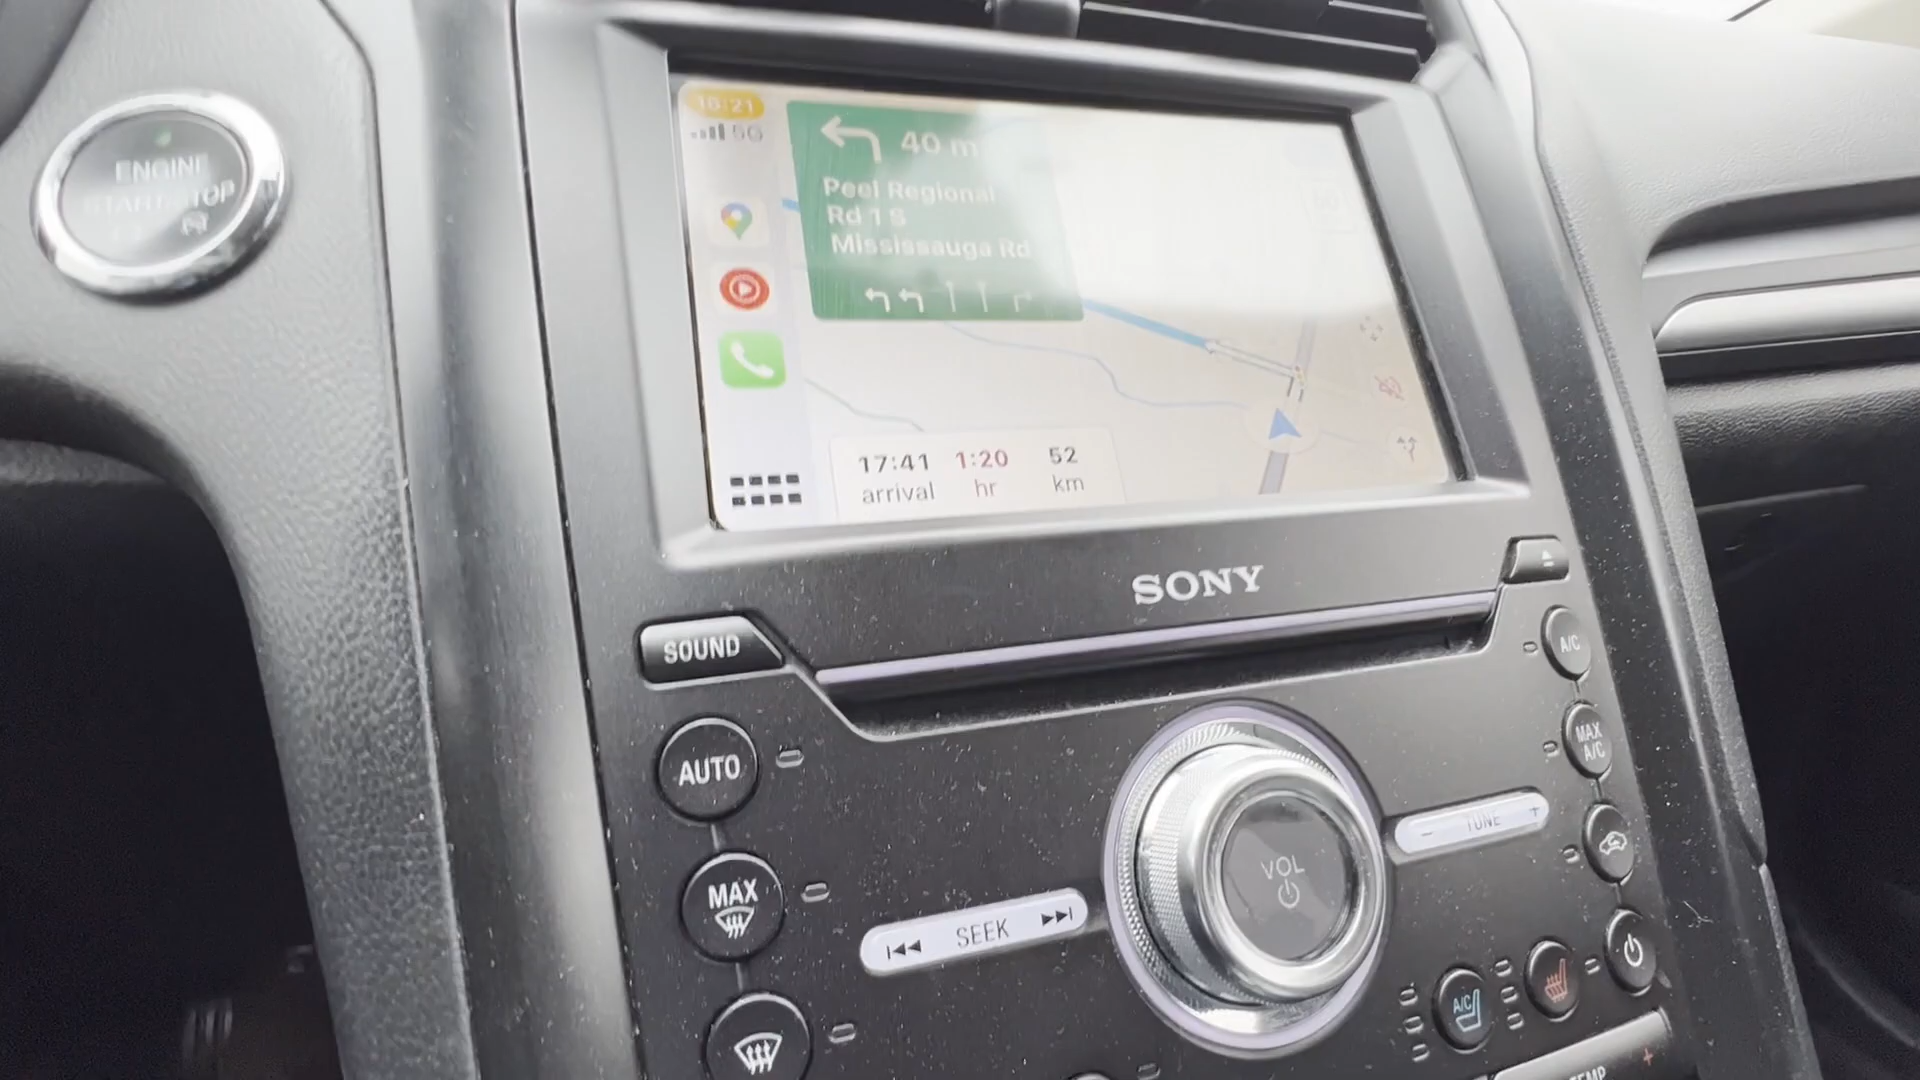 ENGINE
START STOP
16:21
5G
40 m
Peel Regional
Rd 1 S
Mississauga Rd
17:41 1:20 52
arrival hr km
SONY
SOUND
A/C
AUTO
MAX
A/C
MAX
TUNE
VOL
SEEK
A/C
TEMP